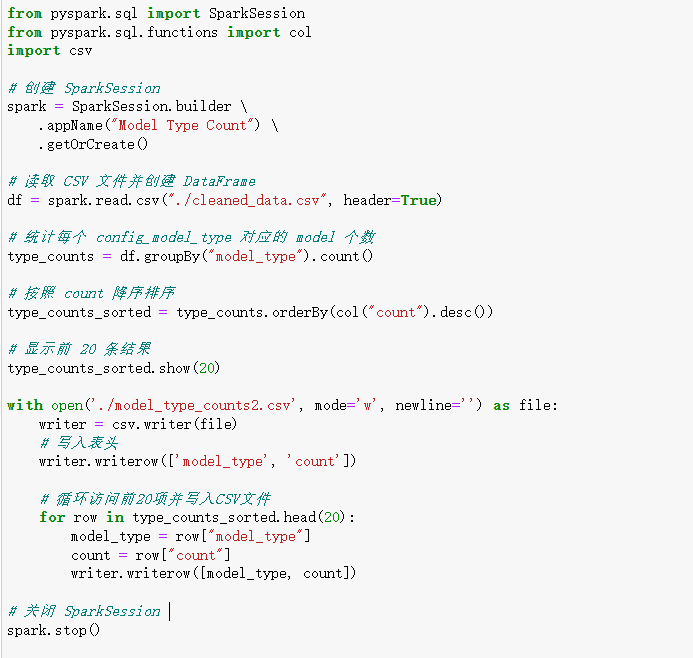 from pyspark.sql import SparkSession
from pyspark.sql.functions import col
import csv
# 创建 SparkSession
spark = SparkSession.builder \
    .appName("Model Type Count") \
    .getOrCreate()
# 读取 CSV 文件并创建 DataFrame
df = spark.read.csv("./cleaned_data.csv", header=True)
# 统计每个 config_model_type 对应的 model 个数
type_counts = df.groupBy("model_type").count()
# 按照 count 降序排序
type_counts_sorted = type_counts.orderBy(col("count").desc())
# 显示前 20 条结果
type_counts_sorted.show(20)
with open('./model_type_counts2.csv', mode='w', newline='') as file:
    writer = csv.writer(file)
    # 写入表头
    writer.writerow(['model_type', 'count'])
    # 循环访问前20项并写入CSV文件
    for row in type_counts_sorted.head(20):
        model_type = row["model_type"]
        count = row["count"]
        writer.writerow([model_type, count])
# 关闭 SparkSession
spark.stop()